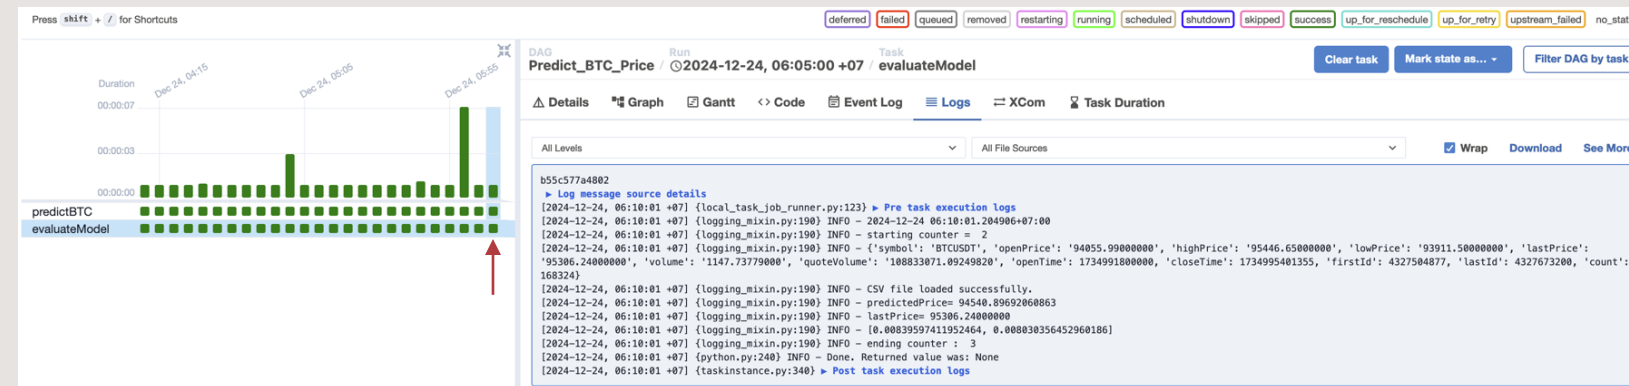 Press shift + / for Shortcuts
deferred failed queued removed restarting running scheduled shutdown skipped success up_for_reschedule up_for_retry upstream_failed
Duration
Dec 24, 04:15
Dec 24, 05:05
Dec 24, 05:55
00:00:07
00:00:03
00:00:00
predictBTC
evaluateModel
DAG
Predict_BTC_Price /
Run
2024-12-24, 06:05:00 +07 /
Task
evaluateModel
Clear task
Mark state as...
Filter DAG by task
Details Graph Gantt Code Event Log Logs XCom Task Duration
All Levels
All File Sources
Wrap
Download
b55c577a4802
▶ Log message source details
[2024-12-24, 06:10:01 +07] {local_task_job_runner.py:123} ▶ Pre task execution logs
[2024-12-24, 06:10:01 +07] {logging_mixin.py:190} INFO - 2024-12-24 06:10:01.204906+07:00
[2024-12-24, 06:10:01 +07] {logging_mixin.py:190} INFO - starting counter = 2
[2024-12-24, 06:10:01 +07] {logging_mixin.py:190} INFO - {'symbol': 'BTCUSDT', 'openPrice': '94055.99000000', 'highPrice': '95446.65000000', 'lowPrice': '93911.50000000', 'lastPrice':
'95306.24000000', 'volume': '1147.73779000', 'quoteVolume': '108833071.09249820', 'openTime': 1734991800000, 'closeTime': 1734995401355, 'firstId': 4327504877, 'lastId': 4327673200, 'count':
168324}
[2024-12-24, 06:10:01 +07] {logging_mixin.py:190} INFO - CSV file loaded successfully.
[2024-12-24, 06:10:01 +07] {logging_mixin.py:190} INFO - predictedPrice= 94540.89692060863
[2024-12-24, 06:10:01 +07] {logging_mixin.py:190} INFO - lastPrice= 95306.24000000
[2024-12-24, 06:10:01 +07] {logging_mixin.py:190} INFO - [0.00839597411952464, 0.008030356452960186]
[2024-12-24, 06:10:01 +07] {logging_mixin.py:190} INFO - ending counter : 3
[2024-12-24, 06:10:01 +07] {python.py:240} INFO - Done. Returned value was: None
[2024-12-24, 06:10:01 +07] {taskinstance.py:340} ▶ Post task execution logs